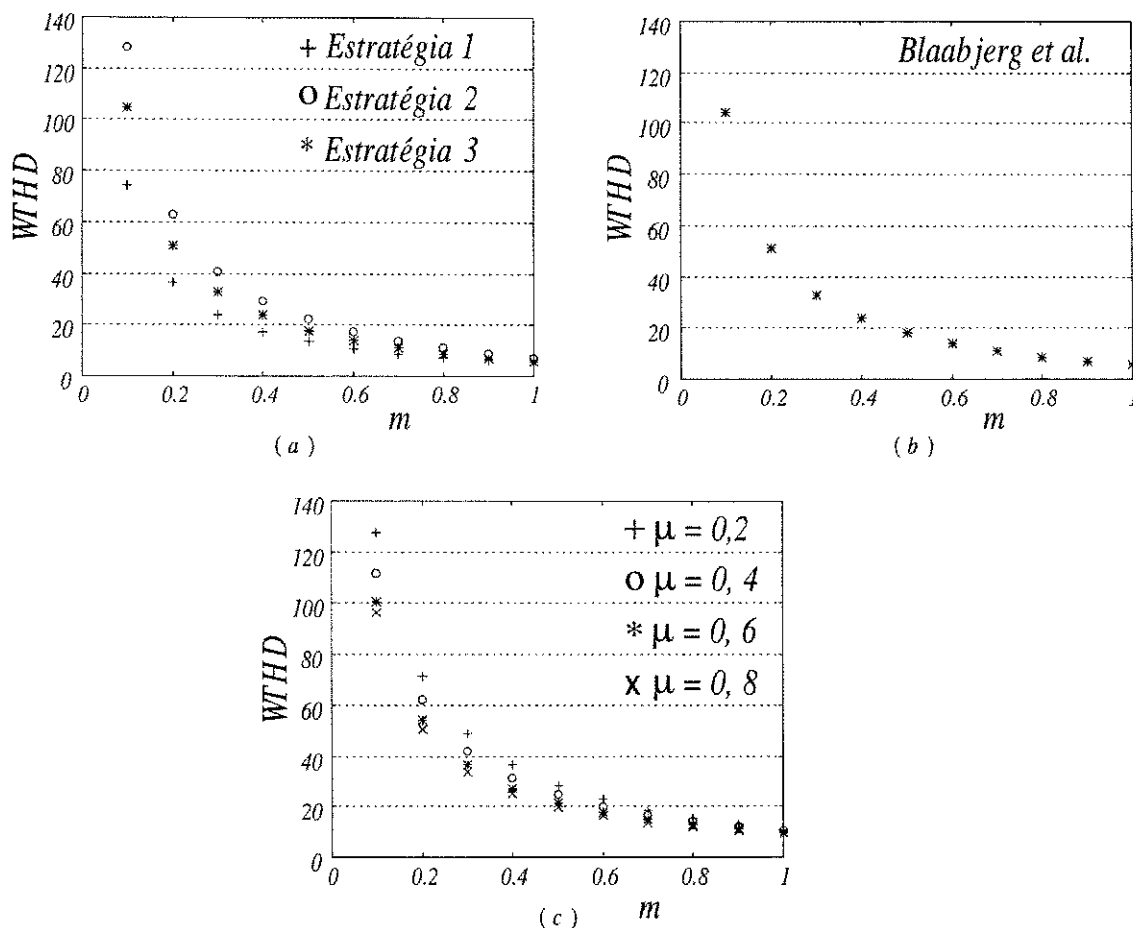 140
120
100
80
60
40
20
0
WTHD
+ Estratégia 1
o Estratégia 2
* Estratégia 3
0 0.2 0.4 0.6 0.8 1
m
( a )
140
120
100
80
60
40
20
0
WTHD
Blaabjerg et al.
0 0.2 0.4 0.6 0.8 1
m
( b )
140
120
100
80
60
40
20
0
WTHD
+ μ = 0,2
o μ = 0, 4
* μ = 0, 6
x μ = 0, 8
0 0.2 0.4 0.6 0.8 1
m
( c )